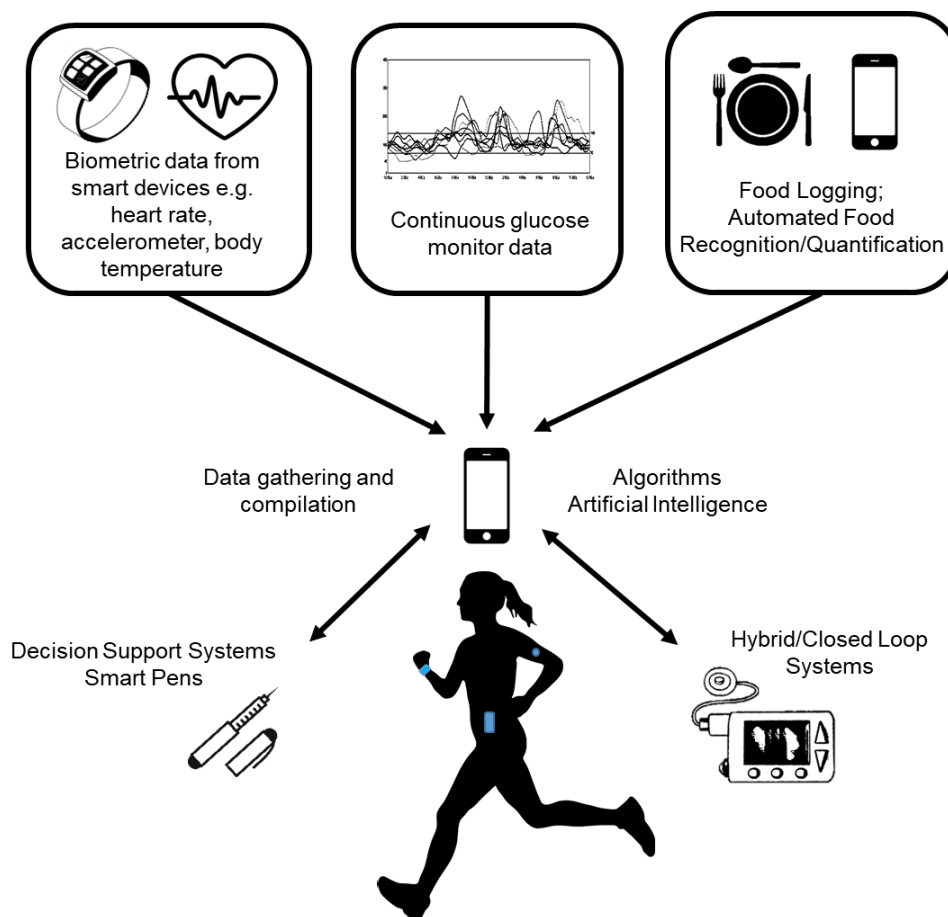 Biometric data from
smart devices e.g.
heart rate,
accelerometer, body
temperature
Continuous glucose
monitor data
Food Logging;
Automated Food
Recognition/Quantification
Data gathering and
compilation
Algorithms
Artificial Intelligence
Decision Support Systems
Smart Pens
Hybrid/Closed Loop
Systems